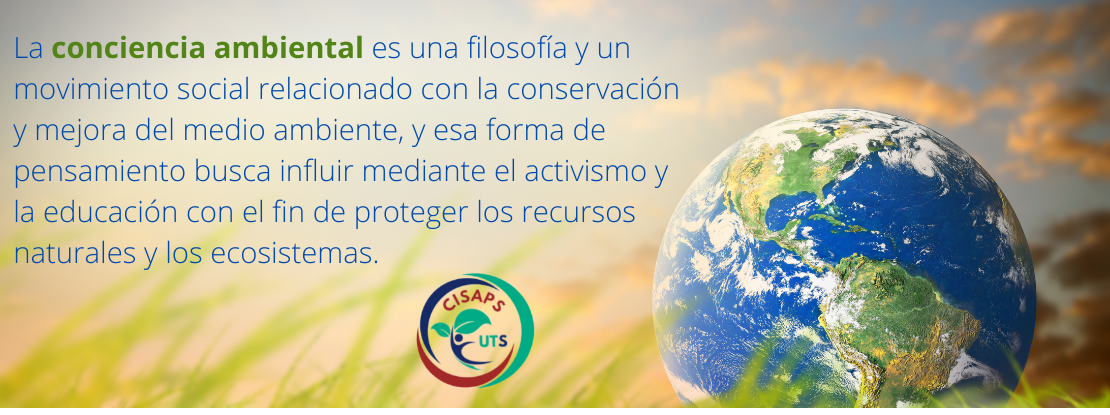 La conciencia ambiental es una filosofía y un
movimiento social relacionado con la conservación
y mejora del medio ambiente, y esa forma de
pensamiento busca influir mediante el activismo y
la educación con el fin de proteger los recursos
naturales y los ecosistemas.
CISAPS
UTS